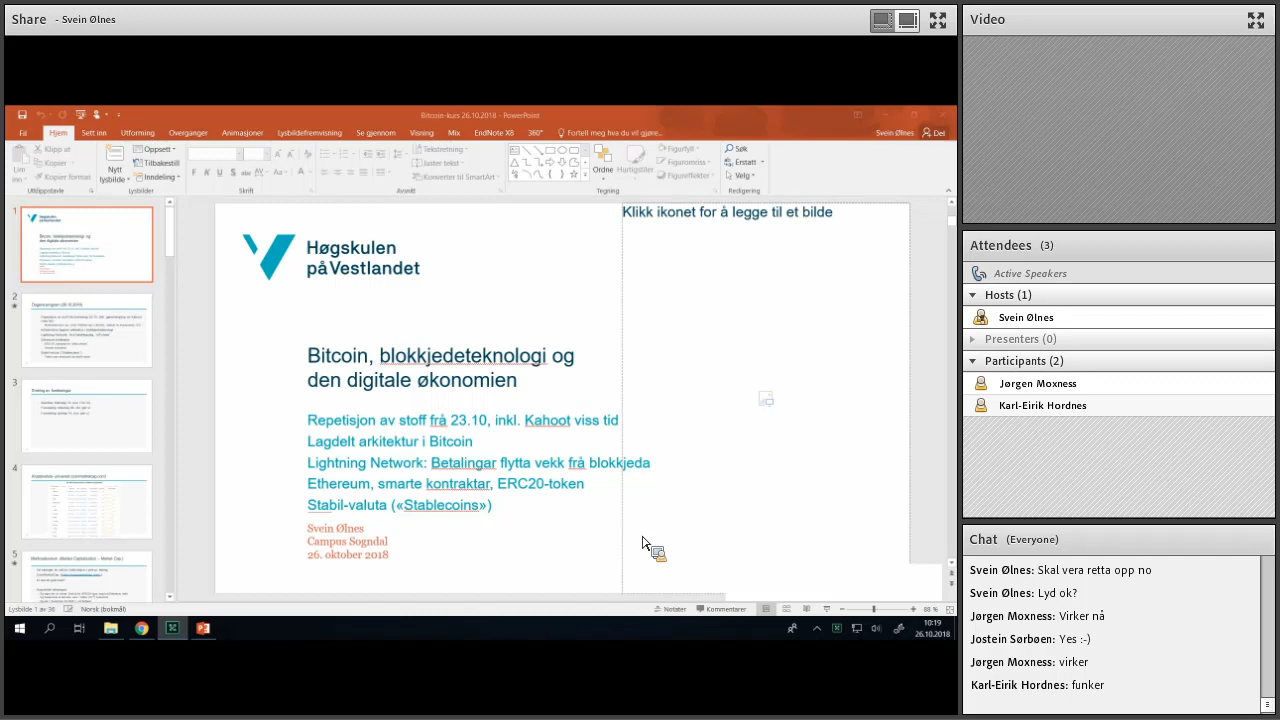 Share - Svein Ølnes
Bitcoin-kurs 26.10.2018 - PowerPoint
Fil Hjem Sett inn Utforming Overganger Animasjoner Lysbildefremvisning Se gjennom Visning Mix EndNote X8 360° Fortell meg hva du vil gjøre... Svein Ølnes Del
Lim inn
Klipp ut
Kopier
Kopier format
Utklippstavle
Nytt lysbilde
Oppsett
Tilbakestill
Inndeling
Lysbilder
Skrift
Tekstretning
Juster tekst
Konverter til SmartArt
Avsnitt
Ordne
Hurtigstiler
Figurfyll
Figuromriss
Figureffekter
Tegning
Søk
Erstatt
Velg
Redigering
1
2
3
4
5
Klikk ikonet for å legge til et bilde
Høgskulen
på Vestlandet
Bitcoin, blokkjedeteknologi og
den digitale økonomien
Repetisjon av stoff frå 23.10, inkl. Kahoot viss tid
Lagdelt arkitektur i Bitcoin
Lightning Network: Betalingar flytta vekk frå blokkjeda
Ethereum, smarte kontraktar, ERC20-token
Stabil-valuta («Stablecoins»)
Svein Ølnes
Campus Sogndal
26. oktober 2018
Lysbilde 1 av 36 Norsk (bokmål) Notater Kommentarer 88 %
10:19
26.10.2018
Video
Attendees (3)
Active Speakers
Hosts (1)
Svein Ølnes
Presenters (0)
Participants (2)
Jørgen Moxness
Karl-Eirik Hordnes
Chat (Everyone)
Svein Ølnes: Skal vera retta opp no
Svein Ølnes: Lyd ok?
Jørgen Moxness: Virker nå
Jostein Sørbøen: Yes :-)
Jørgen Moxness: virker
Karl-Eirik Hordnes: funker